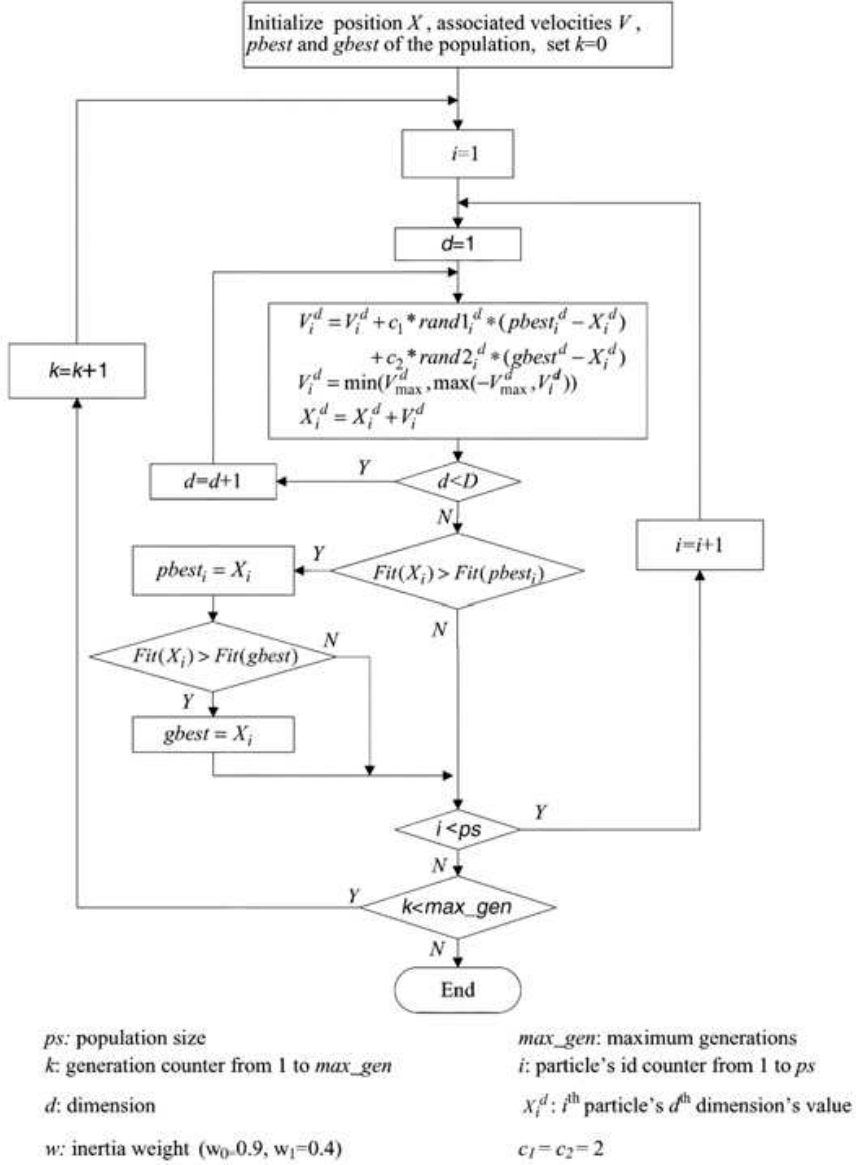 Initialize position X , associated velocities V ,
pbest and gbest of the population, set k=0
i=1
d=1
V_i^d = V_i^d + c_1 * rand1_i^d * (pbest_i^d − X_i^d)
+ c_2 * rand2_i^d * (gbest^d − X_i^d)
V_i^d = min(V_max^d , max(−V_max^d , V_i^d))
X_i^d = X_i^d + V_i^d
k=k+1
d=d+1
Y
d<D
N
i=i+1
pbest_i = X_i
Y
Fit(X_i) > Fit(pbest_i)
N
Fit(X_i) > Fit(gbest)
N
Y
gbest = X_i
i <ps
Y
N
Y
k<max_gen
N
End
ps: population size
max_gen: maximum generations
k: generation counter from 1 to max_gen
i: particle's id counter from 1 to ps
d: dimension
X_i^d : i^th particle's d^th dimension's value
w: inertia weight (w_0=0.9, w_1=0.4)
c_1 = c_2 = 2